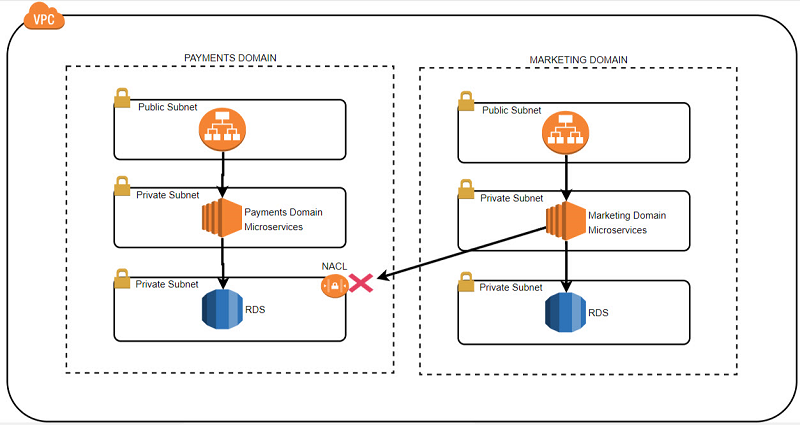 VPC
PAYMENTS DOMAIN
Public Subnet
Private Subnet
Payments Domain
Microservices
NACL
Private Subnet
RDS
MARKETING DOMAIN
Public Subnet
Private Subnet
Marketing Domain
Microservices
Private Subnet
RDS